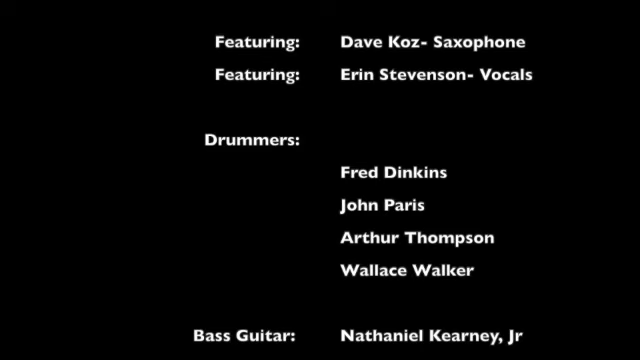 Featuring: Dave Koz- Saxophone
Featuring: Erin Stevenson- Vocals
Drummers:
Fred Dinkins
John Paris
Arthur Thompson
Wallace Walker
Bass Guitar: Nathaniel Kearney, Jr